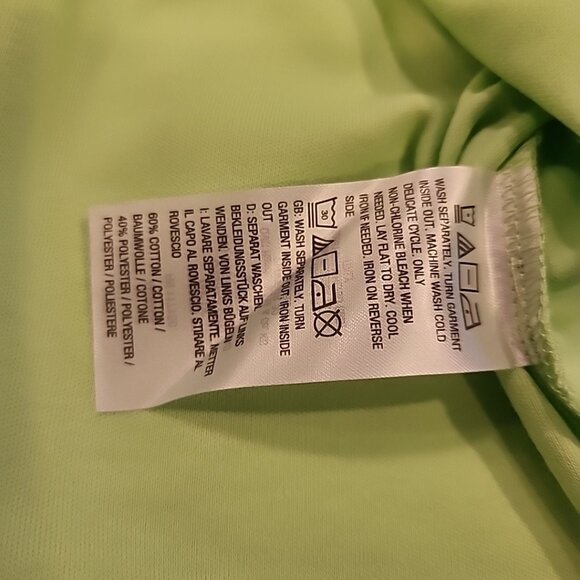 WASH SEPARATELY. TURN GARMENT
INSIDE OUT. MACHINE WASH COLD
DELICATE CYCLE. ONLY
NON-CHLORINE BLEACH WHEN
NEEDED. LAY FLAT TO DRY. COOL
IRON IF NEEDED. IRON ON REVERSE
SIDE
30
GB: WASH SEPARATELY. TURN
GARMENT INSIDE OUT. IRON INSIDE
OUT
D: SEPARAT WASCHEN.
BEKLEIDUNGSSTÜCK AUF LINKS
WENDEN. VON LINKS BÜGELN
I: LAVARE SEPARATAMENTE. METTER
IL CAPO AL ROVESCIO. STIRARE AL
ROVESCIO
60% COTTON / COTTON /
BAUMWOLLE / COTONE
40% POLYESTER / POLYESTER /
POLYESTER / POLIESTERE